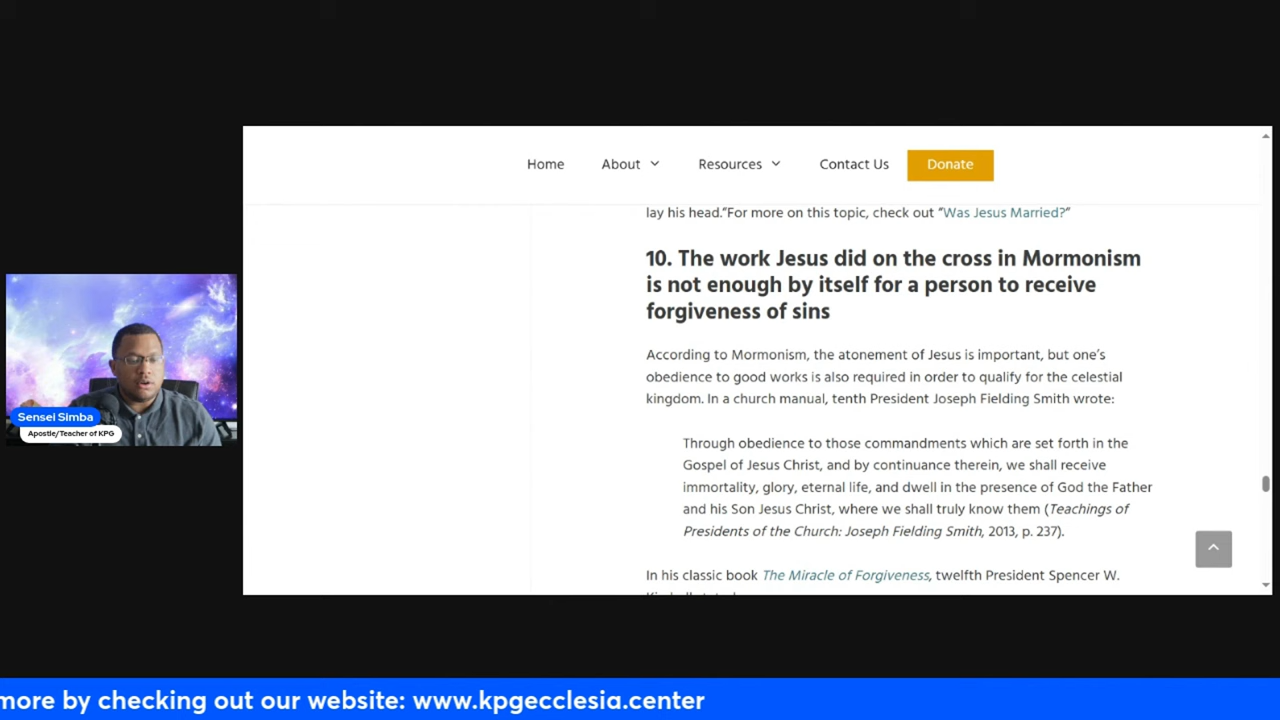 Home
About
Resources
Contact Us
Donate
lay his head."For more on this topic, check out “Was Jesus Married?”
10. The work Jesus did on the cross in Mormonism
is not enough by itself for a person to receive
forgiveness of sins
According to Mormonism, the atonement of Jesus is important, but one’s
obedience to good works is also required in order to qualify for the celestial
kingdom. In a church manual, tenth President Joseph Fielding Smith wrote:
Through obedience to those commandments which are set forth in the
Gospel of Jesus Christ, and by continuance therein, we shall receive
immortality, glory, eternal life, and dwell in the presence of God the Father
and his Son Jesus Christ, where we shall truly know them (Teachings of
Presidents of the Church: Joseph Fielding Smith, 2013, p. 237).
In his classic book The Miracle of Forgiveness, twelfth President Spencer W.
Sensei Simba
Apostle/Teacher of KPG
more by checking out our website: www.kpgecclesia.center